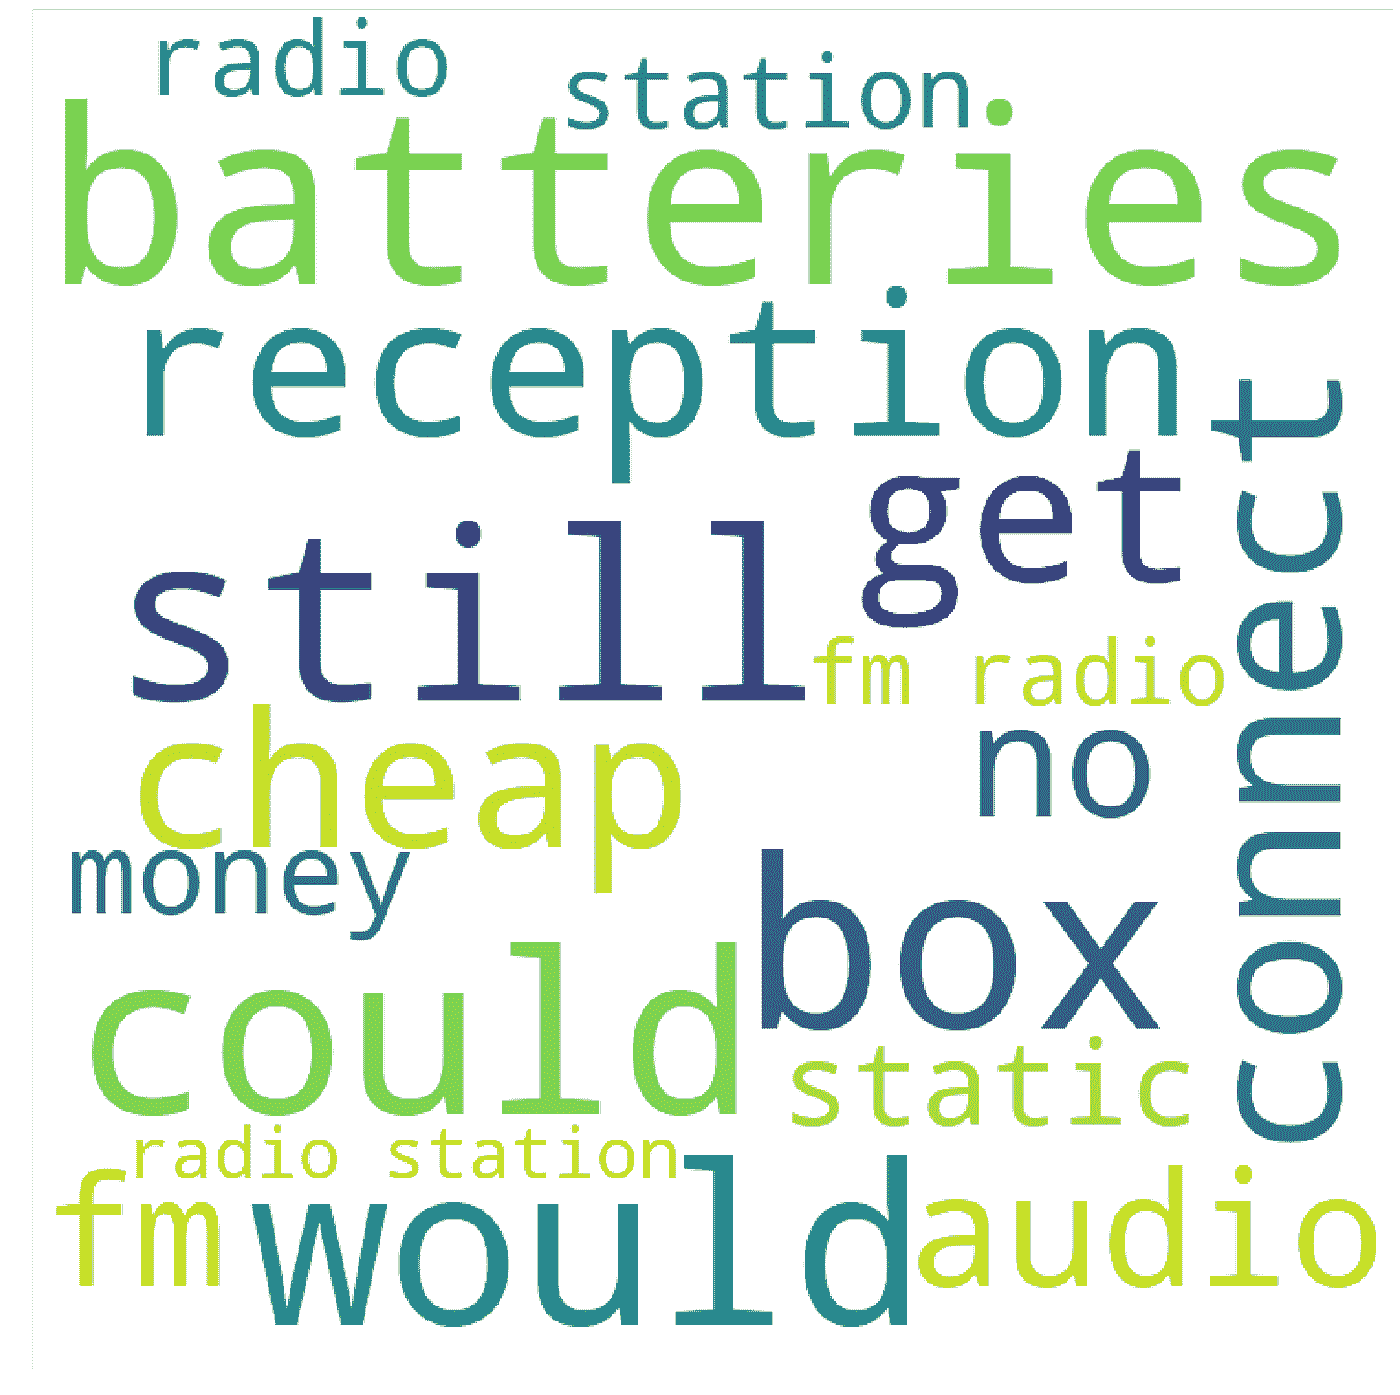 radio
station
batteries
reception
connect
get
still
fm radio
cheap
no
money
box
could
static
radio station
fm
would
audio